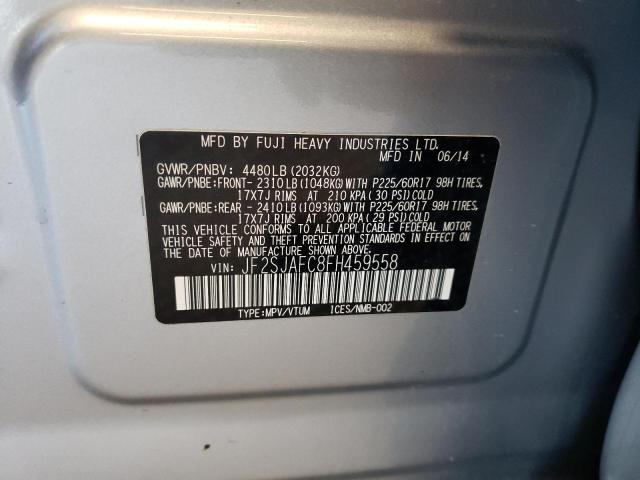 MFD BY FUJI HEAVY INDUSTRIES LTD.
MFD IN 06/14
GVWR/PNBV: 4480LB(2032KG)
GAWR/PNBE:FRONT- 2310LB(1048KG)WITH P225/60R17 98H TIRES,
17X7J RIMS AT 210 KPA(30 PSI)COLD
GAWR/PNBE:REAR - 2410LB(1093KG)WITH P225/60R17 98H TIRES,
17X7J RIMS AT 200 KPA(29 PSI)COLD
THIS VEHICLE CONFORMS TO ALL APPLICABLE FEDERAL MOTOR
VEHICLE SAFETY AND THEFT PREVENTION STANDARDS IN EFFECT ON
THE DATE OF MANUFACTURE SHOWN ABOVE.
VIN: JF2SJAFC8FH459558
TYPE:MPV/VTUM ICES/NMB-002